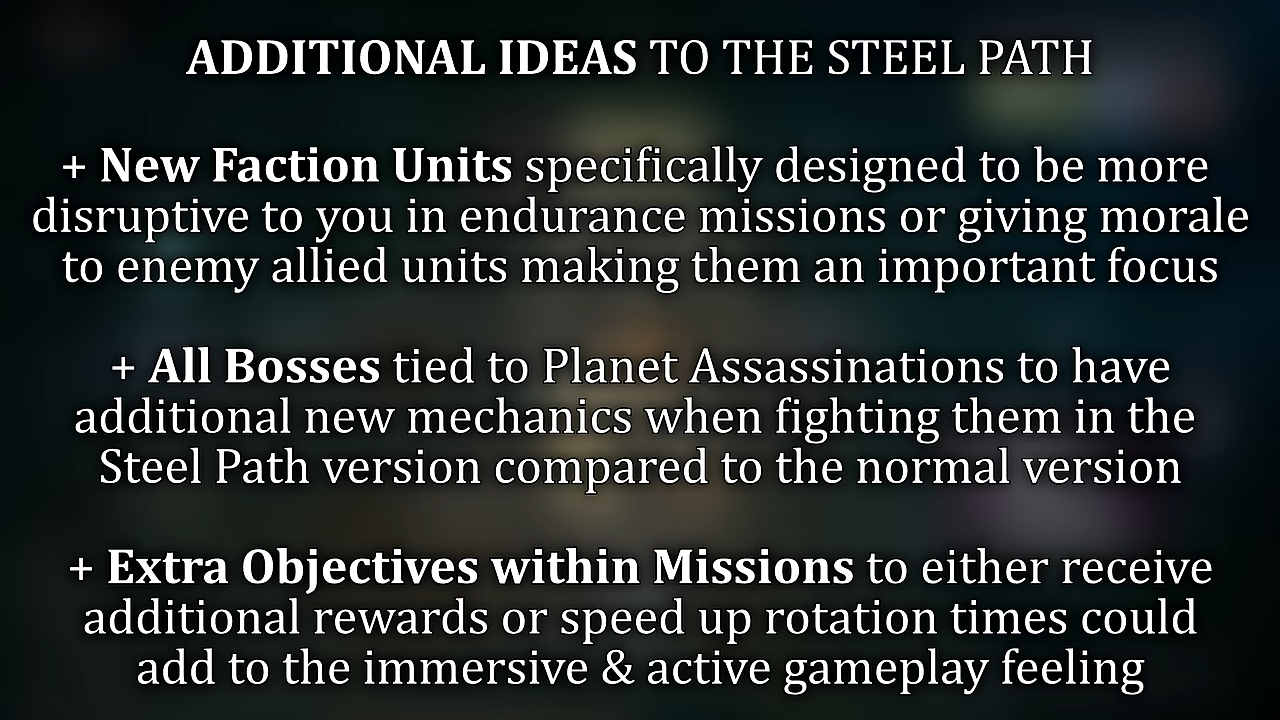 ADDITIONAL IDEAS TO THE STEEL PATH
+ New Faction Units specifically designed to be more
disruptive to you in endurance missions or giving morale
to enemy allied units making them an important focus
+ All Bosses tied to Planet Assassinations to have
additional new mechanics when fighting them in the
Steel Path version compared to the normal version
+ Extra Objectives within Missions to either receive
additional rewards or speed up rotation times could
add to the immersive & active gameplay feeling